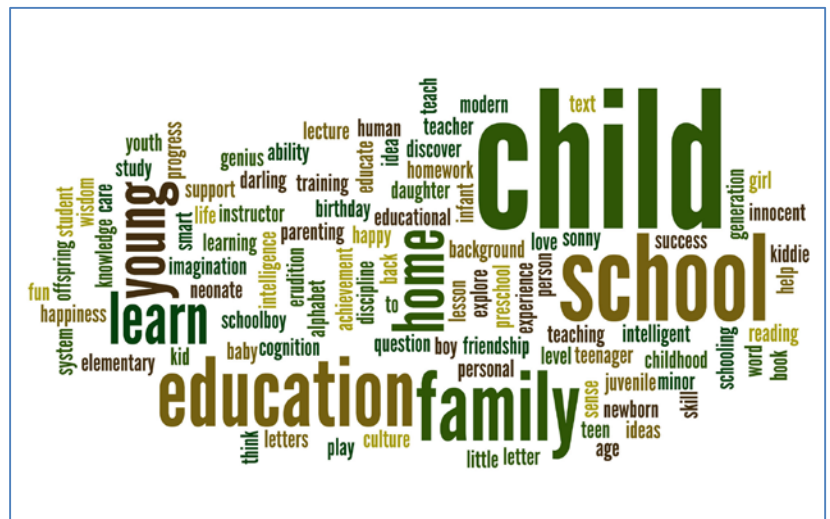 teach
modern
child
text
lecture
human
teacher
youth
progress
genius
ability
idea
discover
study
educate
homework
young
support
darling
training
daughter
infant
generation
girl
student
wisdom
care
knowledge
smart
life
instructor
birthday
educational
innocent
offspring
learning
parenting
happy
home
background
love
sonny
success
school
kiddie
help
imagination
intelligence
erudition
achievement
discipline
back
to
lesson
explore
preschool
experience
person
fun
neonate
alphabet
happiness
learn
schoolboy
system
elementary
kid
baby
cognition
question
boy
friendship
teaching
intelligent
schooling
reading
word
book
level
teenager
childhood
personal
education
family
sense
juvenile
minor
skill
newborn
think
letters
play
culture
teen
ideas
age
little
letter